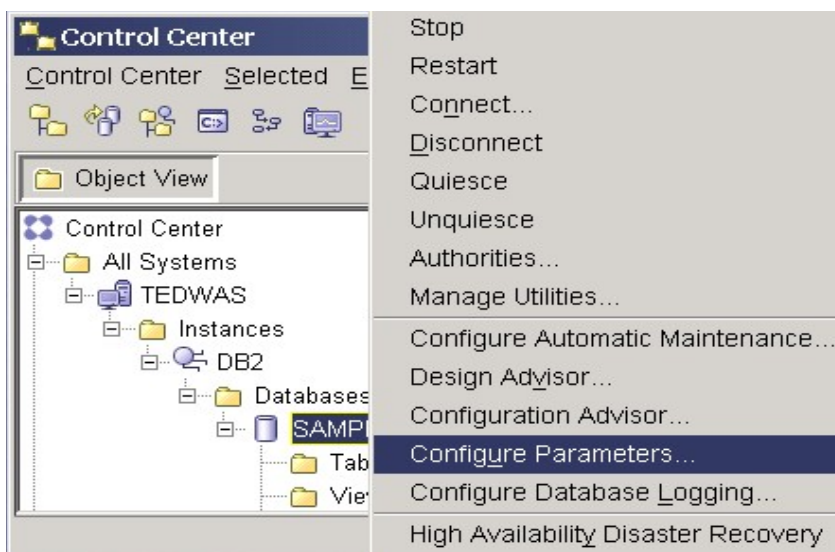 Control Center
Control Center Selected E
Object View
Control Center
All Systems
TEDWAS
Instances
DB2
Databases
SAMPL
Tab
Vie
Stop
Restart
Connect...
Disconnect
Quiesce
Unquiesce
Authorities...
Manage Utilities...
Configure Automatic Maintenance...
Design Advisor...
Configuration Advisor...
Configure Parameters...
Configure Database Logging...
High Availability Disaster Recovery